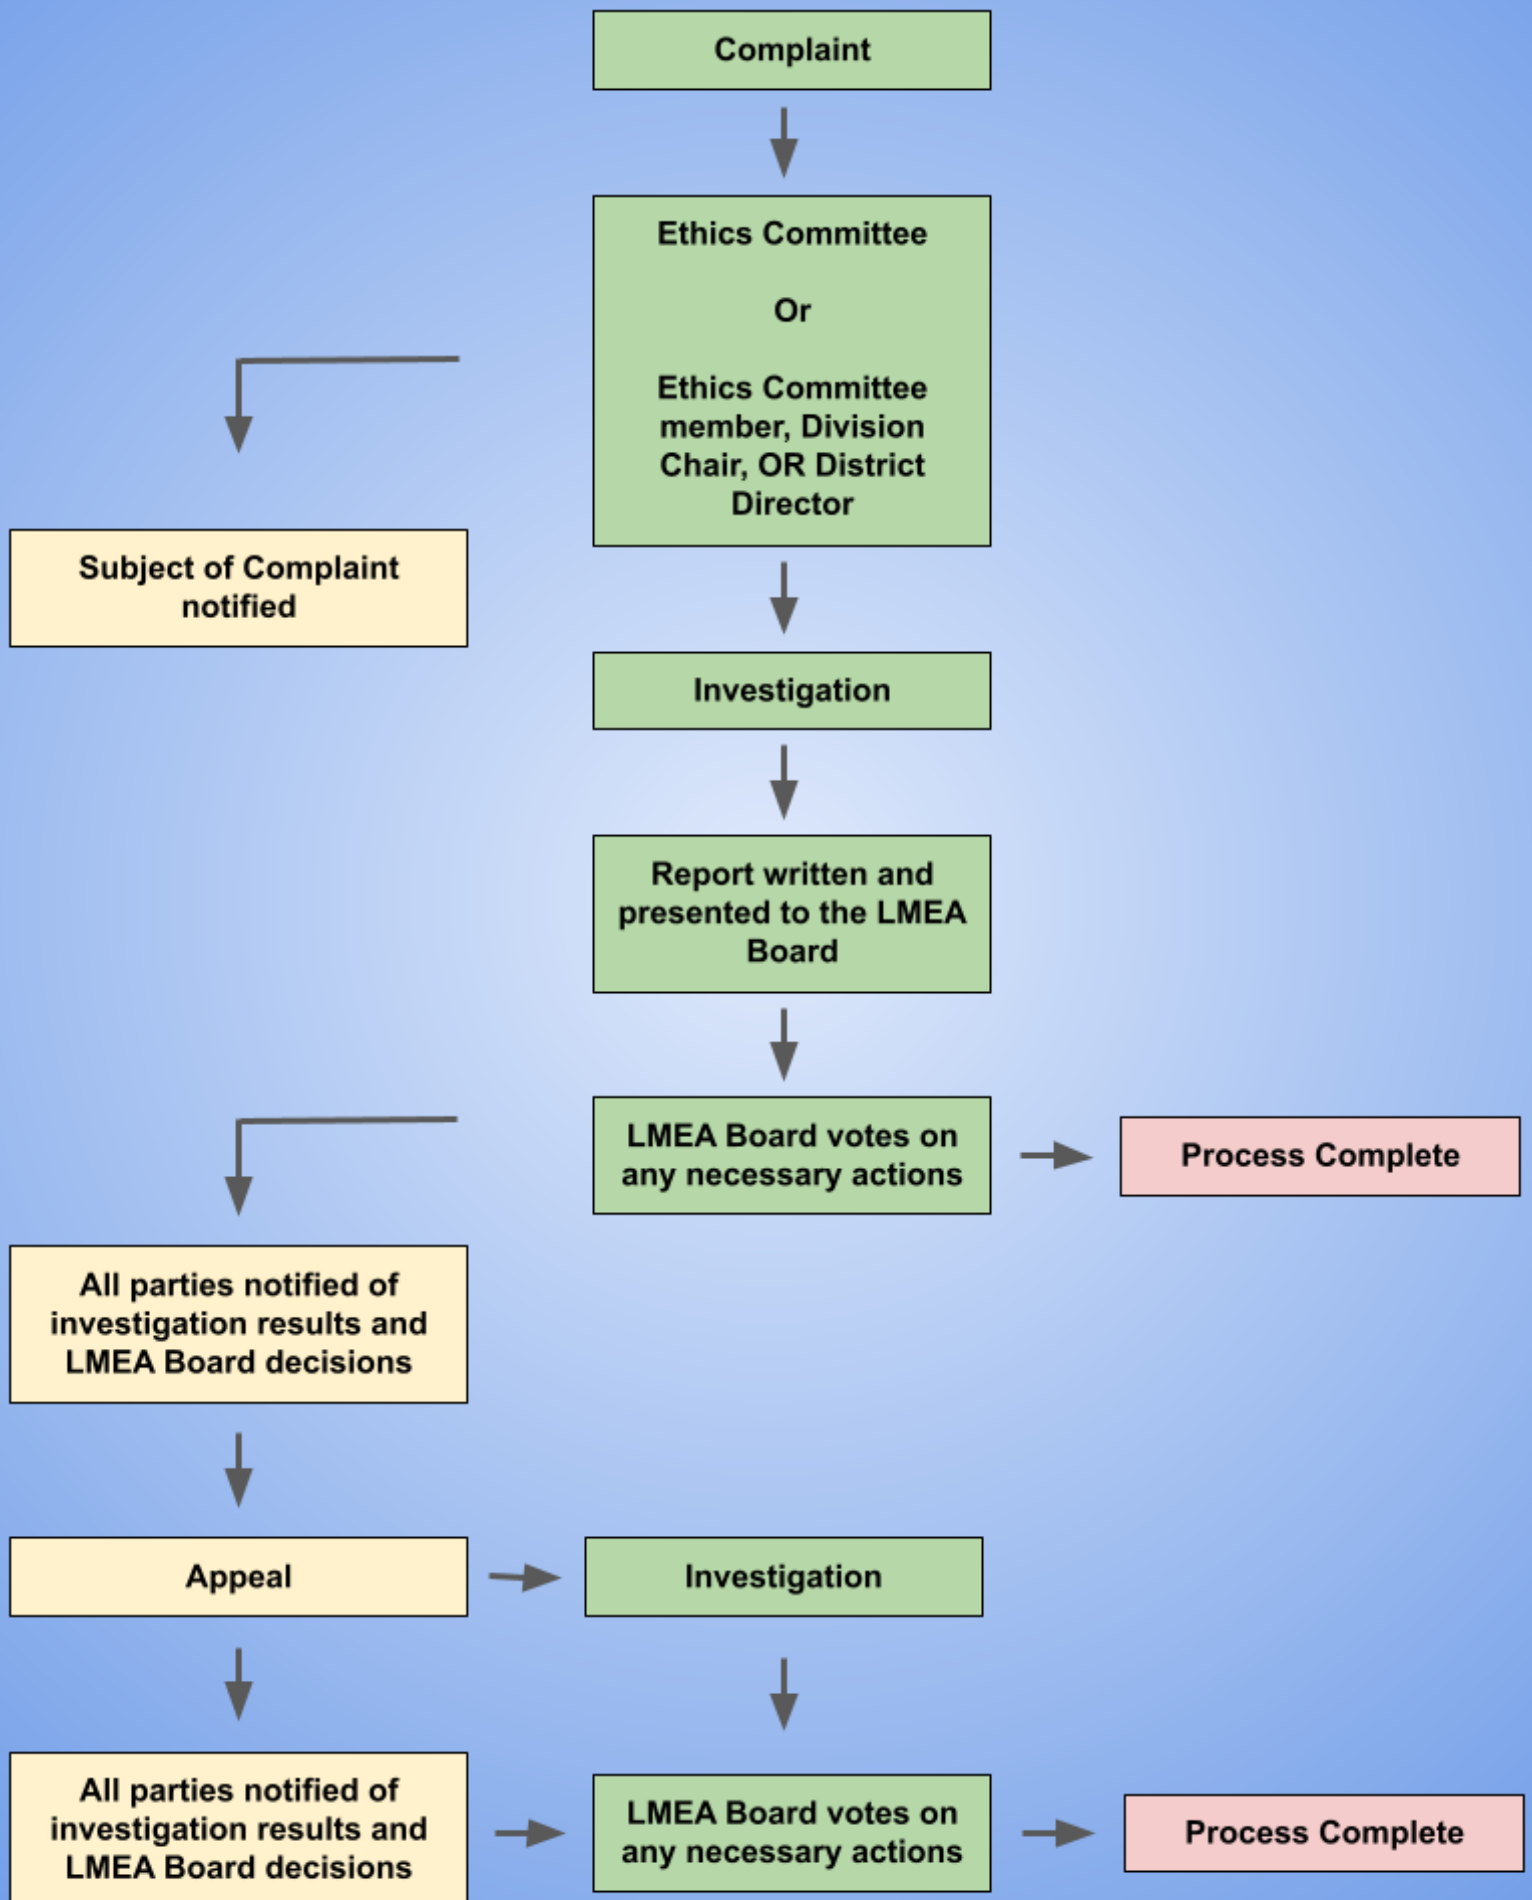 Complaint
Ethics Committee
Or
Ethics Committee
member, Division
Chair, OR District
Director
Subject of Complaint
notified
Investigation
Report written and
presented to the LMEA
Board
LMEA Board votes on
any necessary actions
Process Complete
All parties notified of
investigation results and
LMEA Board decisions
Appeal
Investigation
All parties notified of
investigation results and
LMEA Board decisions
LMEA Board votes on
any necessary actions
Process Complete